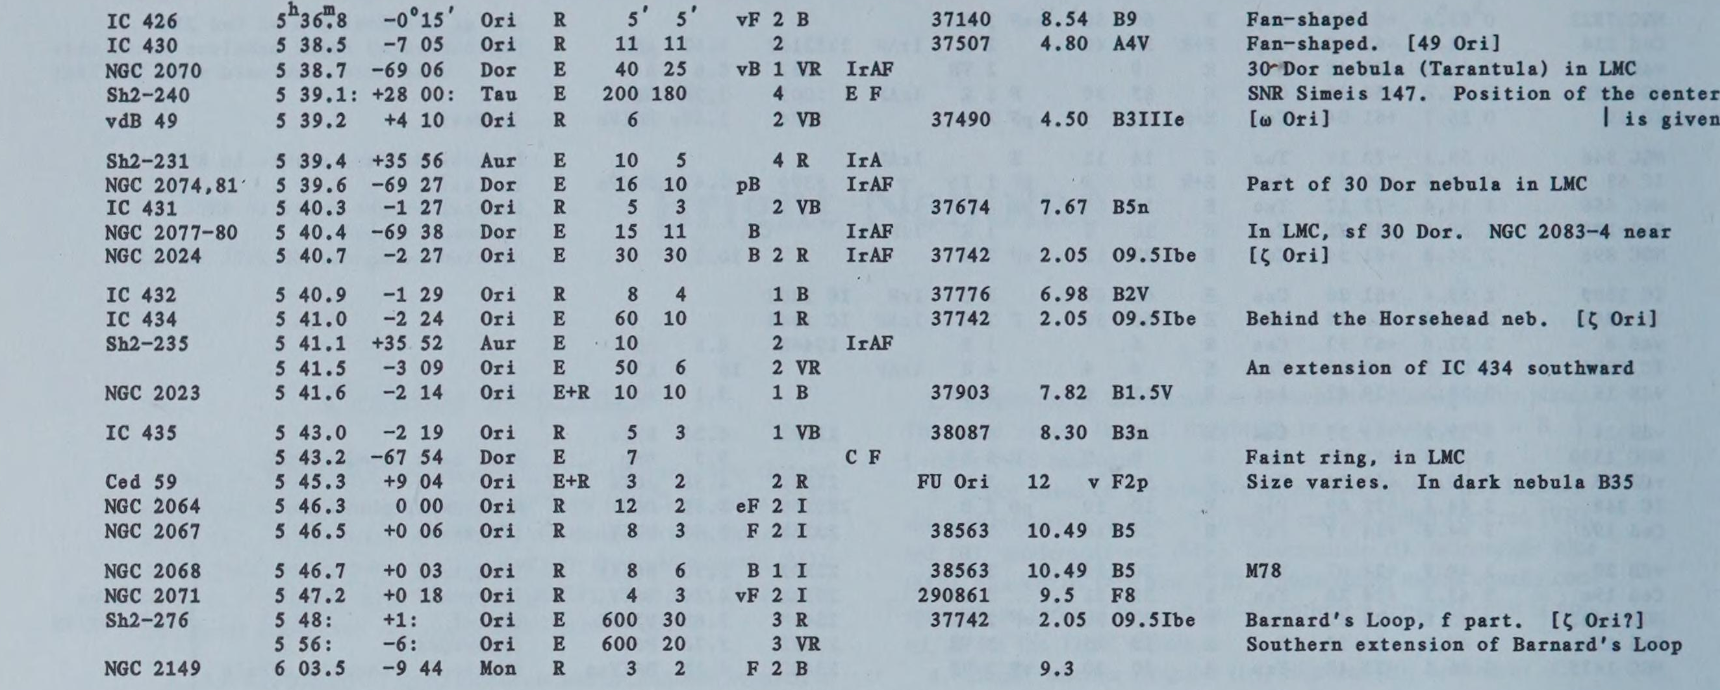 IC 426 5ʰ36ᵐ.8 -0°15′ Ori R 5′ 5′ vF 2 B 37140 8.54 B9 Fan-shaped
IC 430 5 38.5 -7 05 Ori R 11 11 2 37507 4.80 A4V Fan-shaped. [49 Ori]
NGC 2070 5 38.7 -69 06 Dor E 40 25 vB 1 VR IrAF 30 Dor nebula (Tarantula) in LMC
Sh2-240 5 39.1: +28 00: Tau E 200 180 4 E F SNR Simeis 147. Position of the center
vdB 49 5 39.2 +4 10 Ori R 6 2 VB 37490 4.50 B3IIIe [ω Ori] | is given
Sh2-231 5 39.4 +35 56 Aur E 10 5 4 R IrA
NGC 2074,81 5 39.6 -69 27 Dor E 16 10 pB IrAF Part of 30 Dor nebula in LMC
IC 431 5 40.3 -1 27 Ori R 5 3 2 VB 37674 7.67 B5n
NGC 2077-80 5 40.4 -69 38 Dor E 15 11 B IrAF In LMC, sf 30 Dor. NGC 2083-4 near
NGC 2024 5 40.7 -2 27 Ori E 30 30 B 2 R IrAF 37742 2.05 O9.5Ibe [ζ Ori]
IC 432 5 40.9 -1 29 Ori R 8 4 1 B 37776 6.98 B2V
IC 434 5 41.0 -2 24 Ori E 60 10 1 R 37742 2.05 O9.5Ibe Behind the Horsehead neb. [ζ Ori]
Sh2-235 5 41.1 +35 52 Aur E 10 2 IrAF
5 41.5 -3 09 Ori E 50 6 2 VR An extension of IC 434 southward
NGC 2023 5 41.6 -2 14 Ori E+R 10 10 1 B 37903 7.82 B1.5V
IC 435 5 43.0 -2 19 Ori R 5 3 1 VB 38087 8.30 B3n
5 43.2 -67 54 Dor E 7 C F Faint ring, in LMC
Ced 59 5 45.3 +9 04 Ori E+R 3 2 2 R FU Ori 12 v F2p Size varies. In dark nebula B35
NGC 2064 5 46.3 0 00 Ori R 12 2 eF 2 I
NGC 2067 5 46.5 +0 06 Ori R 8 3 F 2 I 38563 10.49 B5
NGC 2068 5 46.7 +0 03 Ori R 8 6 B 1 I 38563 10.49 B5 M78
NGC 2071 5 47.2 +0 18 Ori R 4 3 vF 2 I 290861 9.5 F8
Sh2-276 5 48: +1: Ori E 600 30 3 R 37742 2.05 O9.5Ibe Barnard's Loop, f part. [ζ Ori?]
5 56: -6: Ori E 600 20 3 VR Southern extension of Barnard's Loop
NGC 2149 6 03.5 -9 44 Mon R 3 2 F 2 B 9.3